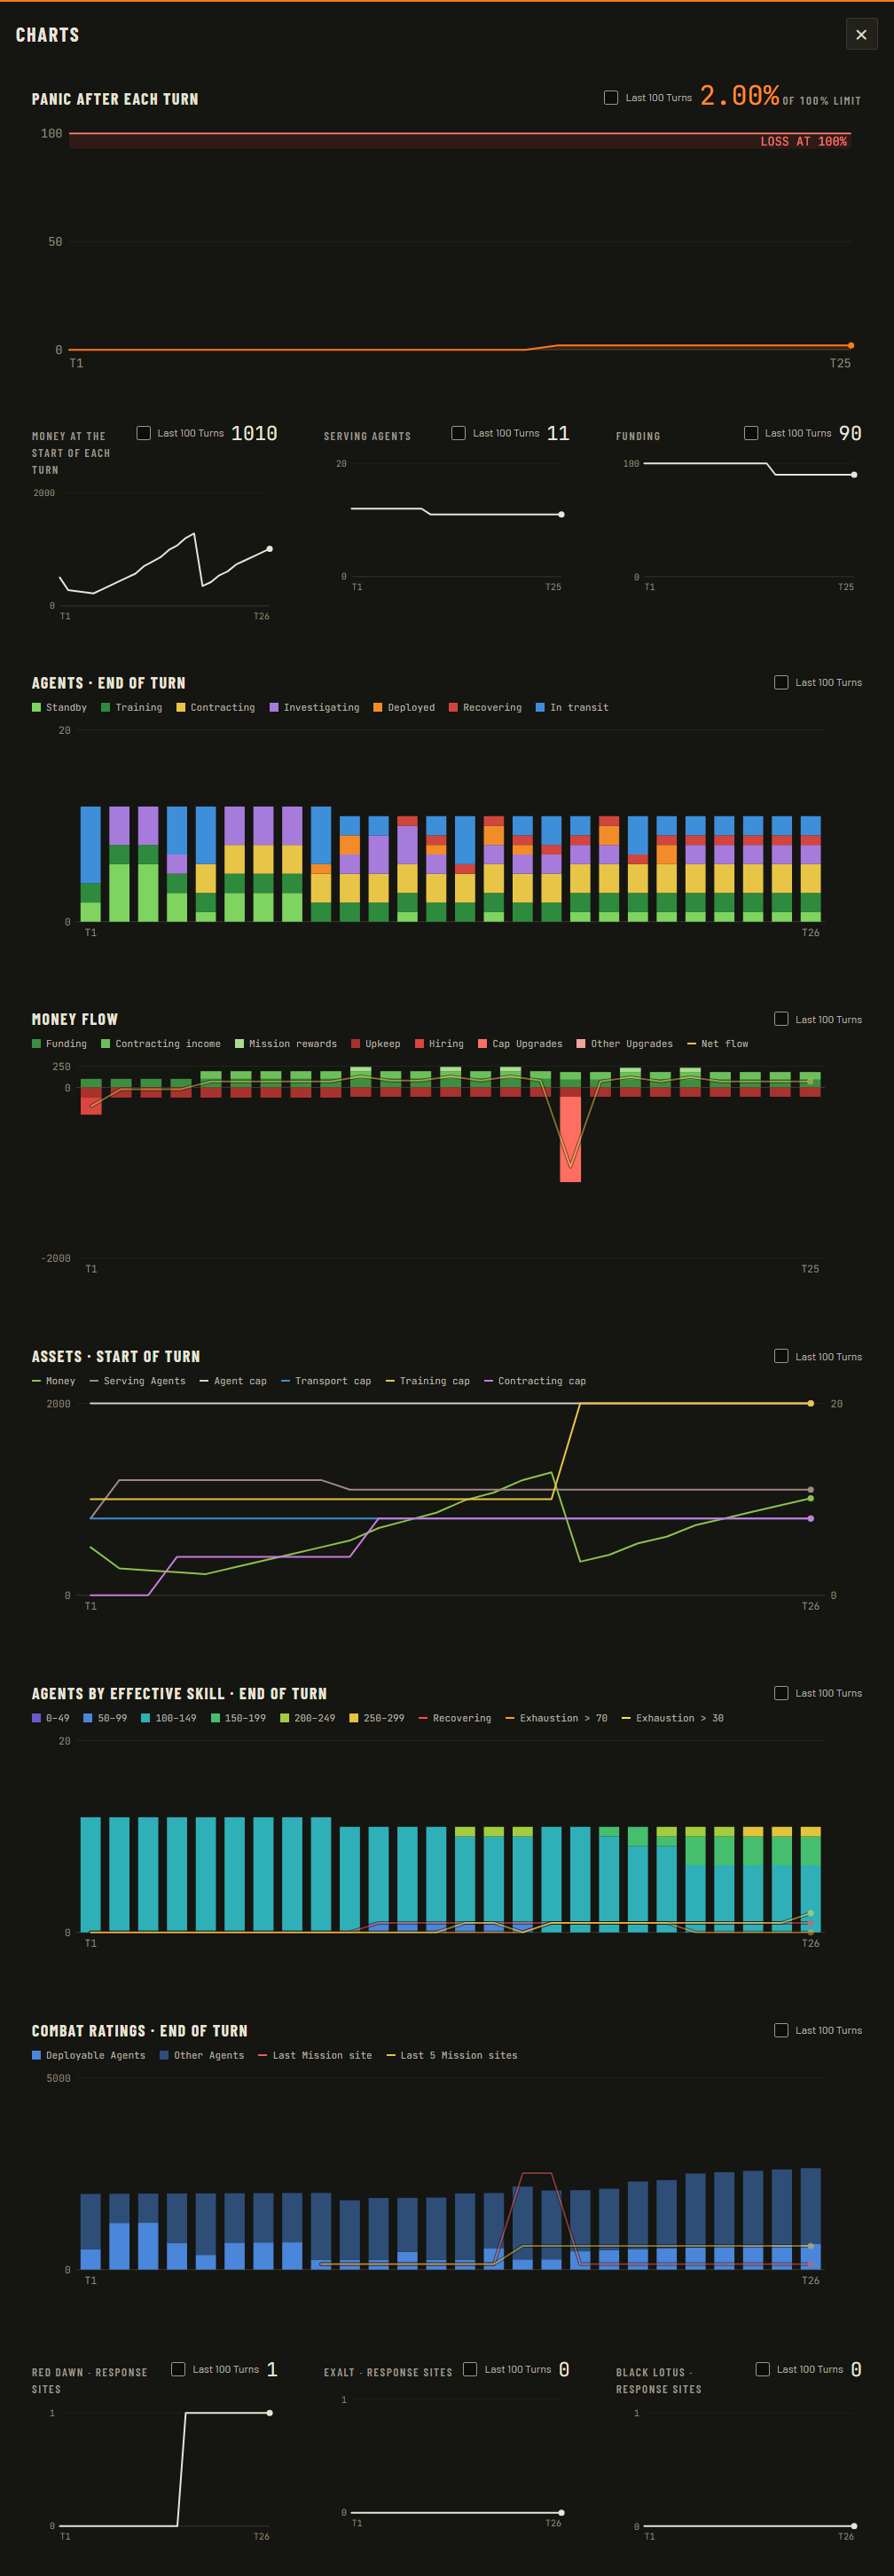 CHARTS
PANIC AFTER EACH TURN
Last 100 Turns 2.00% OF 100% LIMIT
100
LOSS AT 100%
50
0
T1 T25
MONEY AT THE START OF EACH TURN
Last 100 Turns 1010
2000
0
T1 T26
SERVING AGENTS
Last 100 Turns 11
20
0
T1 T25
FUNDING
Last 100 Turns 90
100
0
T1 T25
AGENTS · END OF TURN
Last 100 Turns
Standby Training Contracting Investigating Deployed Recovering In transit
20
0
T1 T26
MONEY FLOW
Last 100 Turns
Funding Contracting income Mission rewards Upkeep Hiring Cap Upgrades Other Upgrades Net flow
250
0
-2000
T1 T25
ASSETS · START OF TURN
Last 100 Turns
Money Serving Agents Agent cap Transport cap Training cap Contracting cap
2000 20
0 0
T1 T26
AGENTS BY EFFECTIVE SKILL · END OF TURN
Last 100 Turns
0-49 50-99 100-149 150-199 200-249 250-299 Recovering Exhaustion > 70 Exhaustion > 30
20
0
T1 T26
COMBAT RATINGS · END OF TURN
Last 100 Turns
Deployable Agents Other Agents Last Mission site Last 5 Mission sites
5000
0
T1 T26
RED DAWN · RESPONSE SITES
Last 100 Turns 1
1
0
T1 T26
EXALT · RESPONSE SITES
Last 100 Turns 0
1
0
T1 T26
BLACK LOTUS · RESPONSE SITES
Last 100 Turns 0
1
0
T1 T26